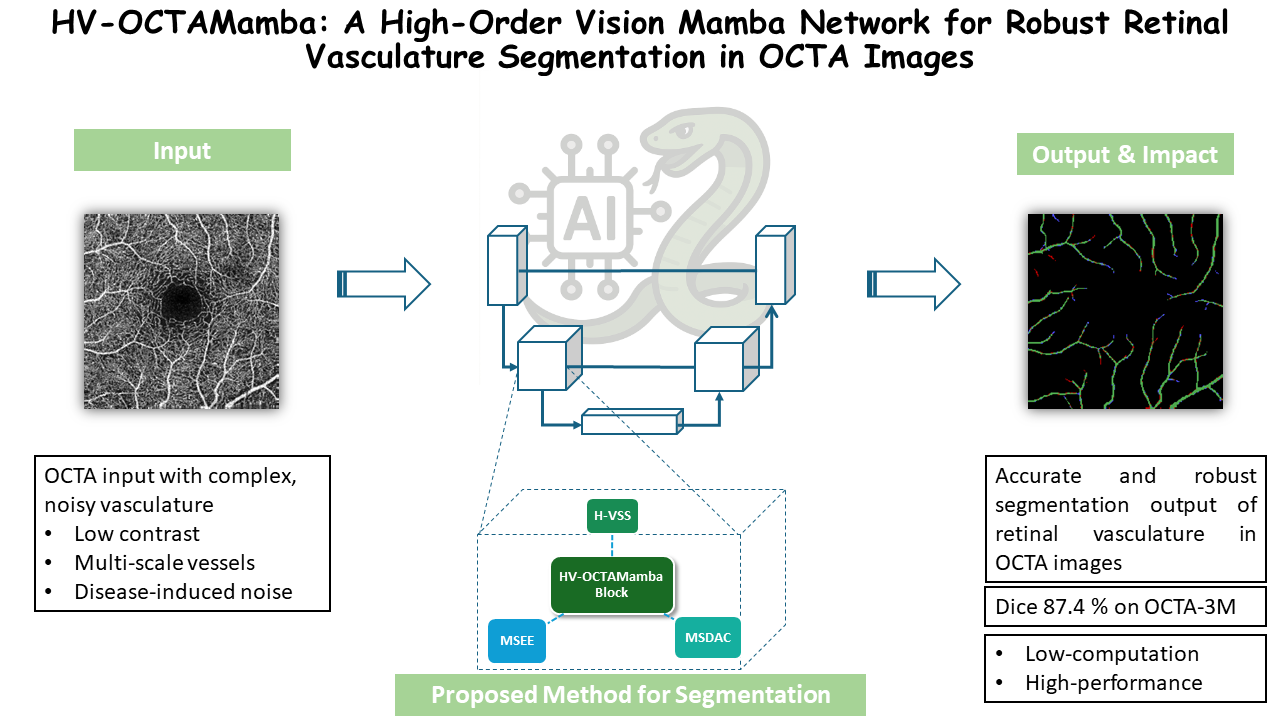 HV-OCTAMamba: A High-Order Vision Mamba Network for Robust Retinal
Vasculature Segmentation in OCTA Images
Input
AI
Output & Impact
OCTA input with complex,
noisy vasculature
• Low contrast
• Multi-scale vessels
• Disease-induced noise
H-VSS
HV-OCTAMamba
Block
MSEE
MSDAC
Proposed Method for Segmentation
Accurate and robust
segmentation output of
retinal vasculature in
OCTA images
Dice 87.4 % on OCTA-3M
• Low-computation
• High-performance